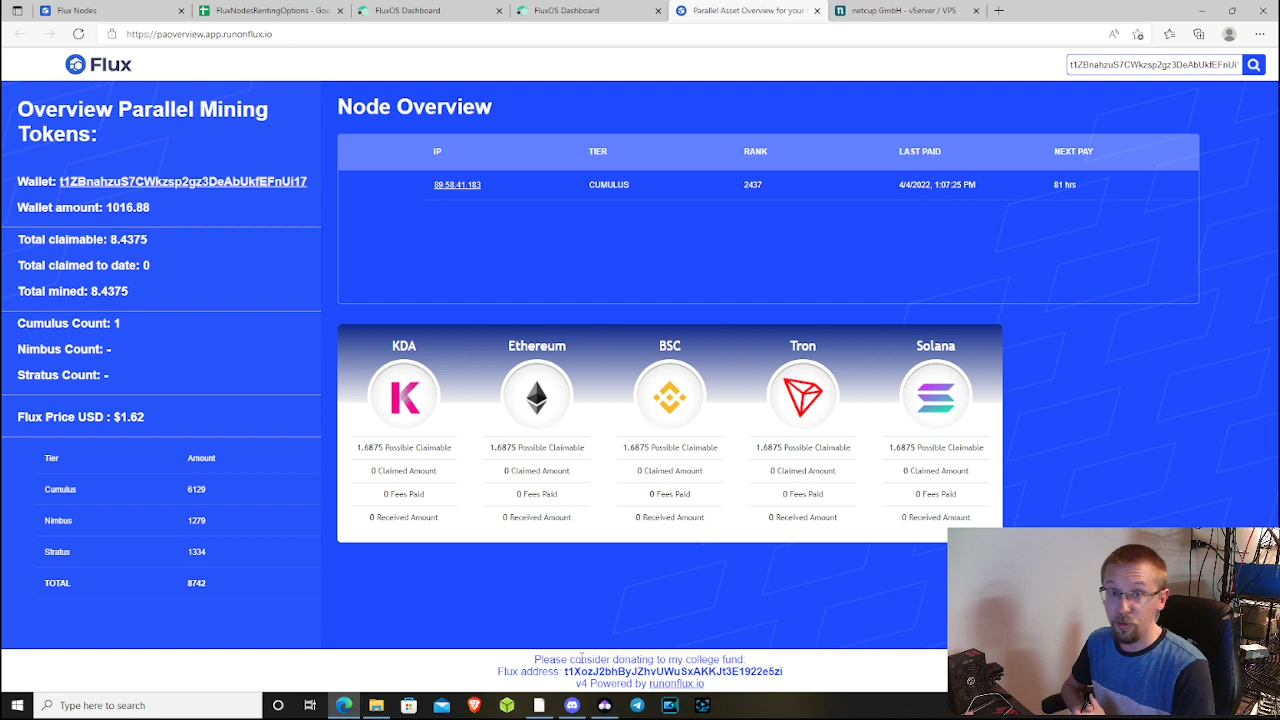 Flux Nodes
FluxNodesRentingOptions - Goo
FluxOS Dashboard
FluxOS Dashboard
Parallel Asset Overview for your
netcup GmbH - vServer / VPS
https://paoverview.app.runonflux.io
Flux
t1ZBnahzuS7CWkzsp2gz3DeAbUkfEFnUi1
Overview Parallel Mining
Tokens:
Wallet: t1ZBnahzuS7CWkzsp2gz3DeAbUkfEFnUi17
Wallet amount: 1016.88
Total claimable: 8.4375
Total claimed to date: 0
Total mined: 8.4375
Cumulus Count: 1
Nimbus Count: -
Stratus Count: -
Flux Price USD : $1.62
Tier Amount
Cumulus 6129
Nimbus 1279
Stratus 1334
TOTAL 8742
Node Overview
IP TIER RANK LAST PAID NEXT PAY
89.58.41.183 CUMULUS 2437 4/4/2022, 1:07:25 PM 81 hrs
KDA Ethereum BSC Tron Solana
1.6875 Possible Claimable 1.6875 Possible Claimable 1.6875 Possible Claimable 1.6875 Possible Claimable 1.6875 Possible Claimable
0 Claimed Amount 0 Claimed Amount 0 Claimed Amount 0 Claimed Amount 0 Claimed Amount
0 Fees Paid 0 Fees Paid 0 Fees Paid 0 Fees Paid 0 Fees Paid
0 Received Amount 0 Received Amount 0 Received Amount 0 Received Amount 0 Received Amount
Please consider donating to my college fund:
Flux address: t1XozJ2bhByJZhvUWuSxAKKJt3E1922e5zi
v4 Powered by runonflux.io
Type here to search